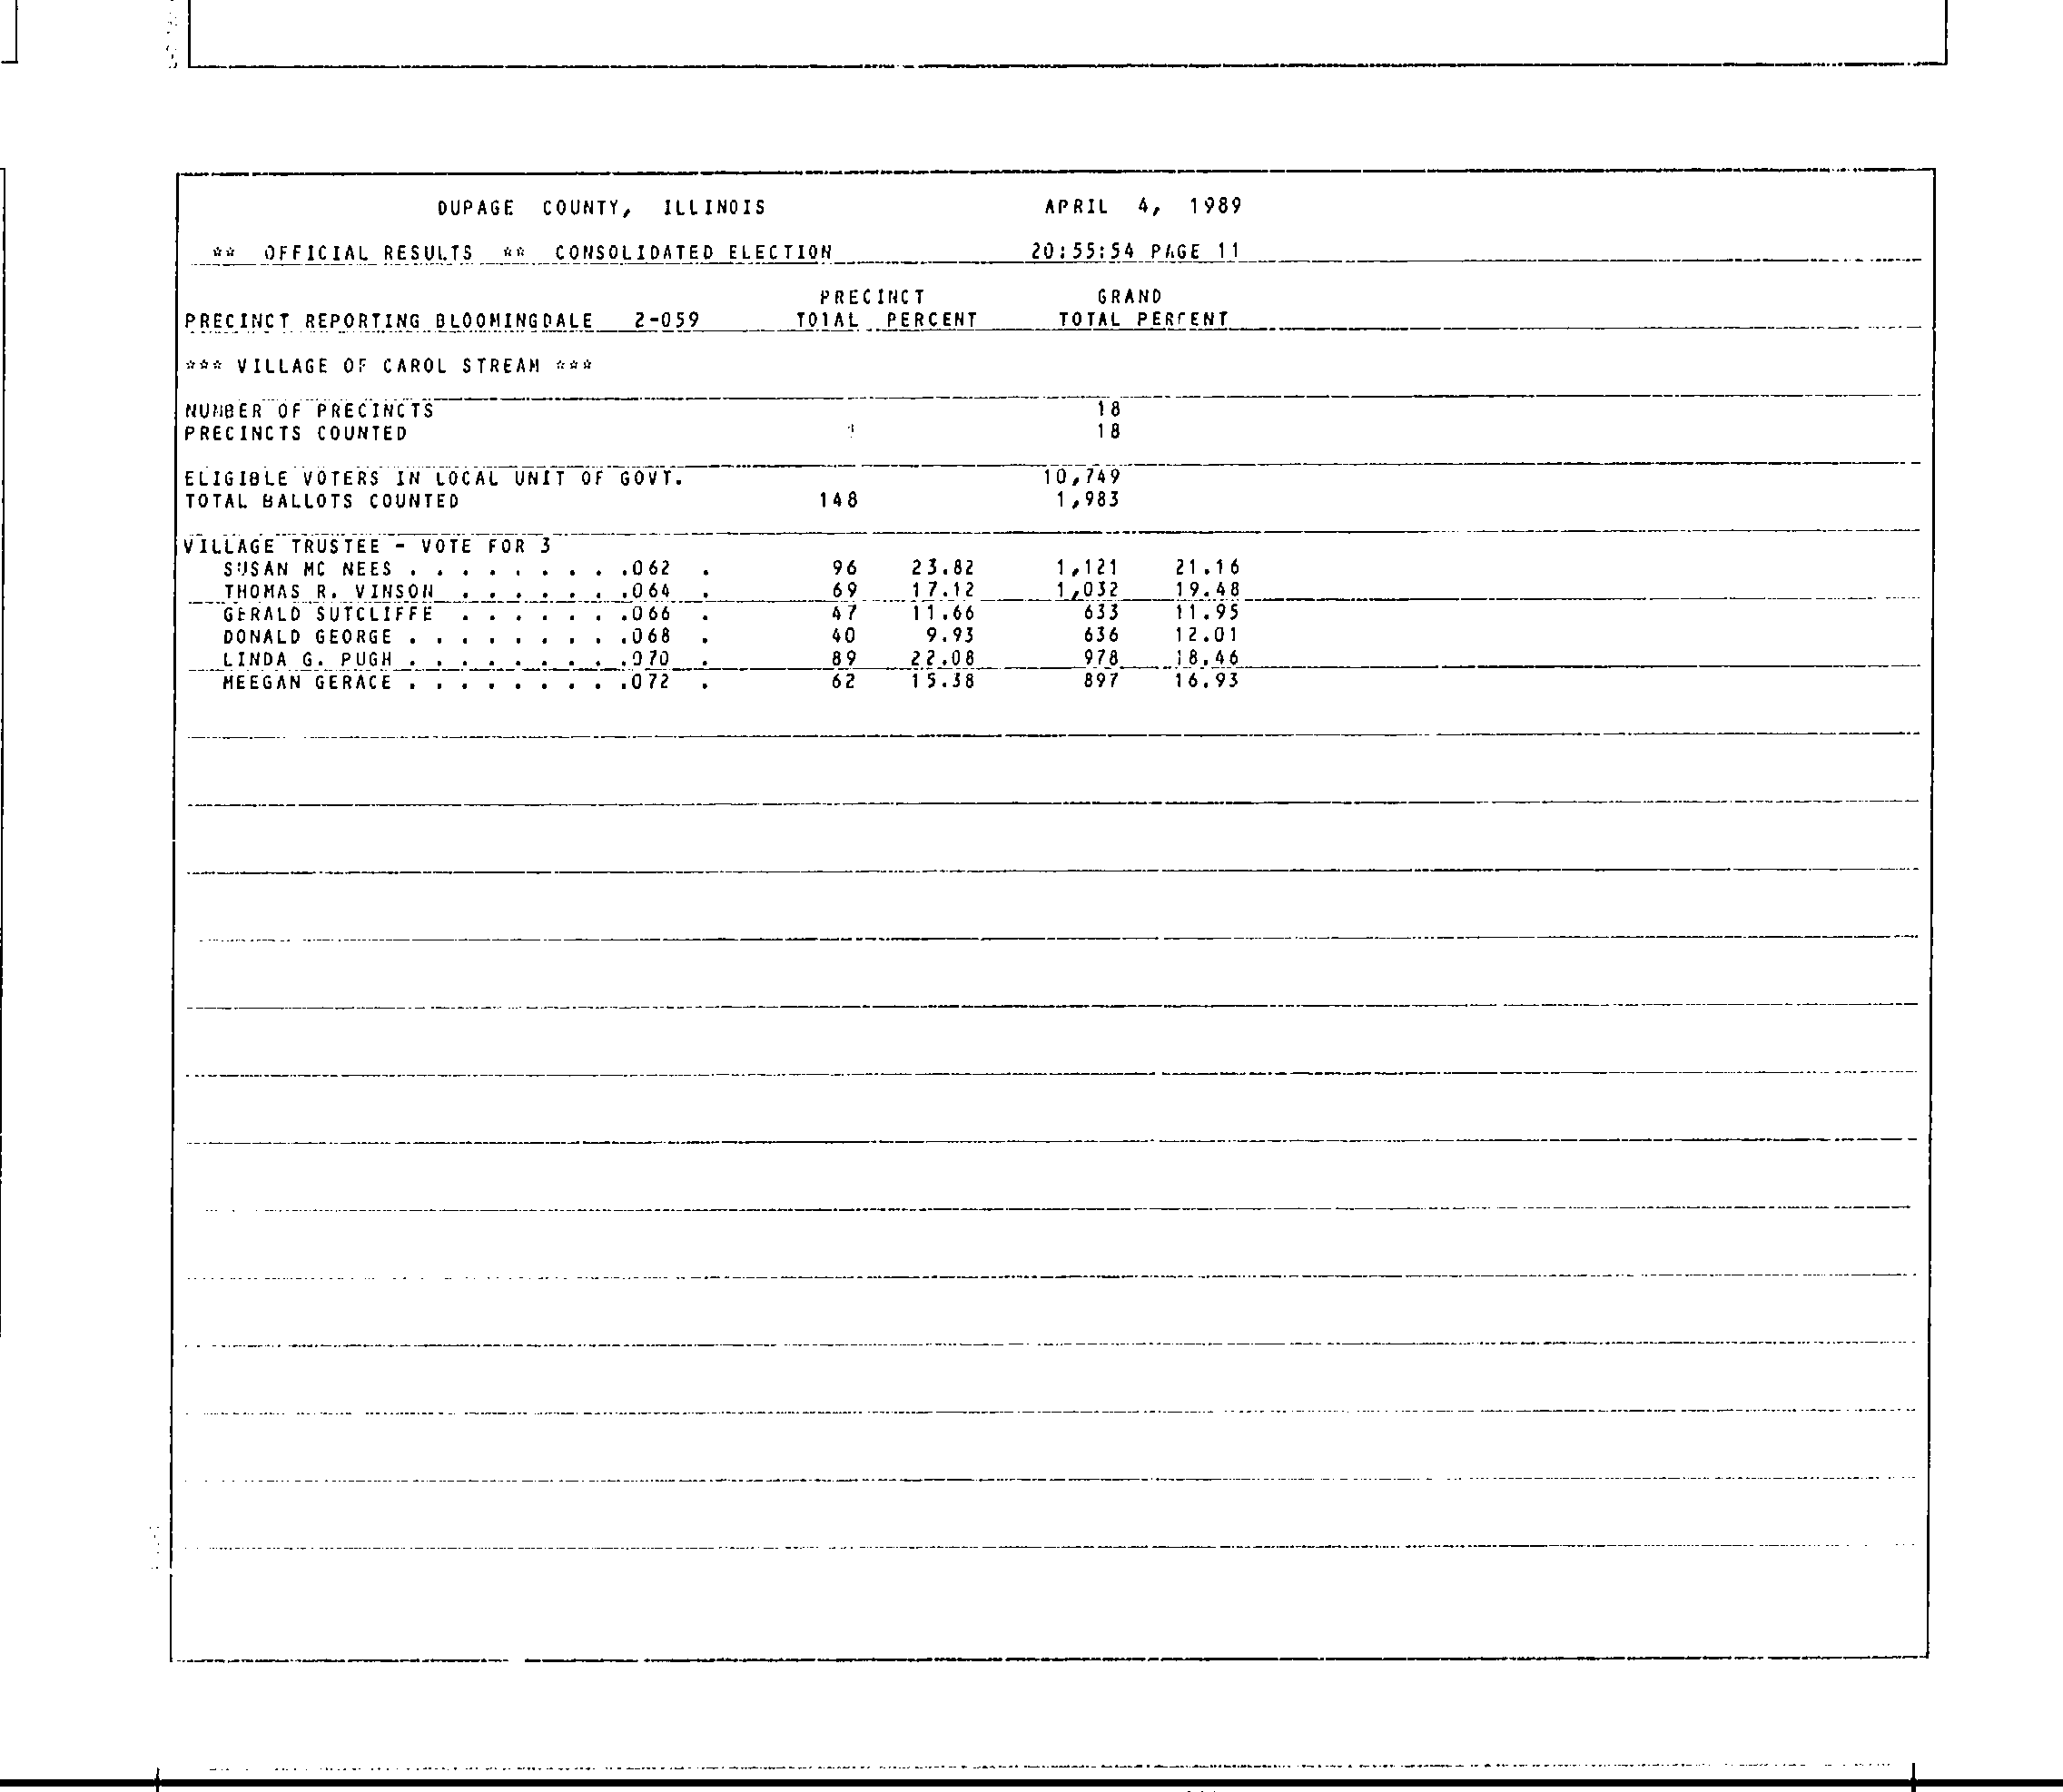 DUPAGE COUNTY, ILLINOIS APRIL 4, 1989
** OFFICIAL RESULTS ** CONSOLIDATED ELECTION 20:55:54 PAGE 11
PRECINCT GRAND
PRECINCT REPORTING BLOOMINGDALE 2-059 TOTAL PERCENT TOTAL PERCENT
*** VILLAGE OF CAROL STREAM ***
NUMBER OF PRECINCTS 18
PRECINCTS COUNTED 18
ELIGIBLE VOTERS IN LOCAL UNIT OF GOVT. 10,749
TOTAL BALLOTS COUNTED 148 1,983
VILLAGE TRUSTEE - VOTE FOR 3
SUSAN MC NEES . . . . . . . . .062 . 96 23.82 1,121 21.16
THOMAS R. VINSON . . . . . . .064 . 69 17.12 1,032 19.48
GERALD SUTCLIFFE . . . . . . .066 . 47 11.66 633 11.95
DONALD GEORGE . . . . . . . . .068 . 40 9.93 636 12.01
LINDA G. PUGH . . . . . . . . .070 . 89 22.08 978 18.46
MEEGAN GERACE . . . . . . . . .072 . 62 15.38 897 16.93